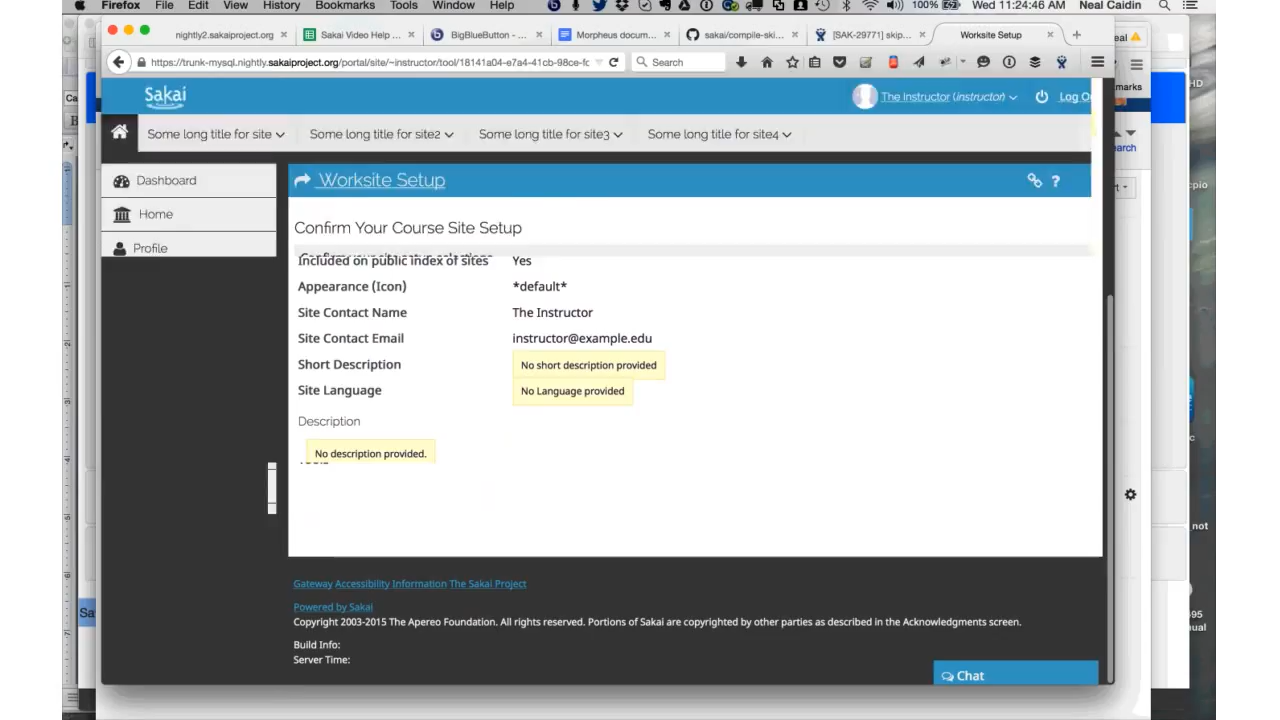 Firefox File Edit View History Bookmarks Tools Window Help 100% Wed 11:24:46 AM Neal Caidin
nightly2.sakaiproject.org Sakai Video Help ... BigBlueButton - ... Morpheus docum... sakai/compile-ski... [SAK-29771] skip... Worksite Setup
https://trunk-mysql.nightly.sakaiproject.org/portal/site/~instructor/tool/18141a04-e7a4-41cb-98ce-fc Search
Sakai The Instructor (instructor) Log O
Some long title for site Some long title for site2 Some long title for site3 Some long title for site4
Dashboard
Home
Profile
Worksite Setup ?
Confirm Your Course Site Setup
Included on public index of sites Yes
Appearance (Icon) *default*
Site Contact Name The Instructor
Site Contact Email instructor@example.edu
Short Description No short description provided
Site Language No Language provided
Description
No description provided.
Gateway Accessibility Information The Sakai Project
Powered by Sakai
Copyright 2003-2015 The Apereo Foundation. All rights reserved. Portions of Sakai are copyrighted by other parties as described in the Acknowledgments screen.
Build Info:
Server Time:
Chat